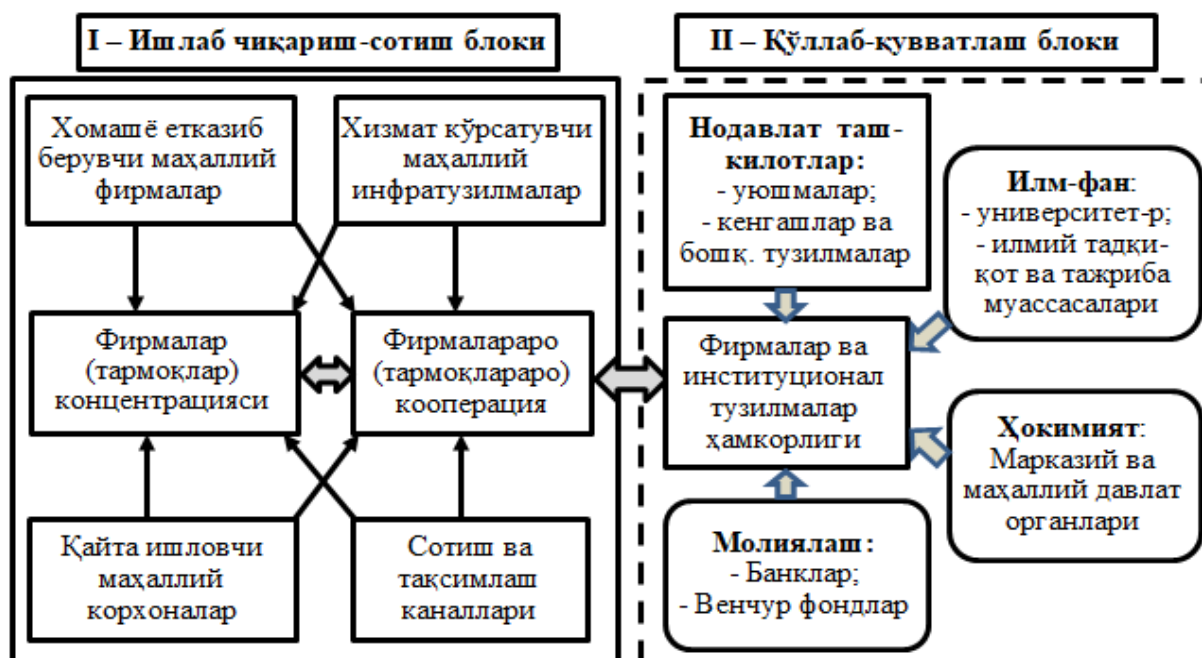 I – Ишлаб чиқариш-сотиш блоки
Хомашё етказиб
берувчи маҳаллий
фирмалар
Хизмат кўрсатувчи
маҳаллий
инфратузилмалар
Фирмалар
(тармоқлар)
концентрацияси
Фирмалараро
(тармоқлараро)
кооперация
Қайта ишловчи
маҳаллий
корхоналар
Сотиш ва
тақсимлаш
каналлари
II – Қўллаб-қувватлаш блоки
Нодавлат таш-
килотлар:
- уюшмалар;
- кенгашлар ва
бошқ. тузилмалар
Илм-фан:
- университет-р;
- илмий тадқи-
қот ва тажриба
муассасалари
Фирмалар ва
институционал
тузилмалар
ҳамкорлиги
Ҳокимият:
Марказий ва
маҳаллий давлат
органлари
Молиялаш:
- Банклар;
- Венчур фондлар